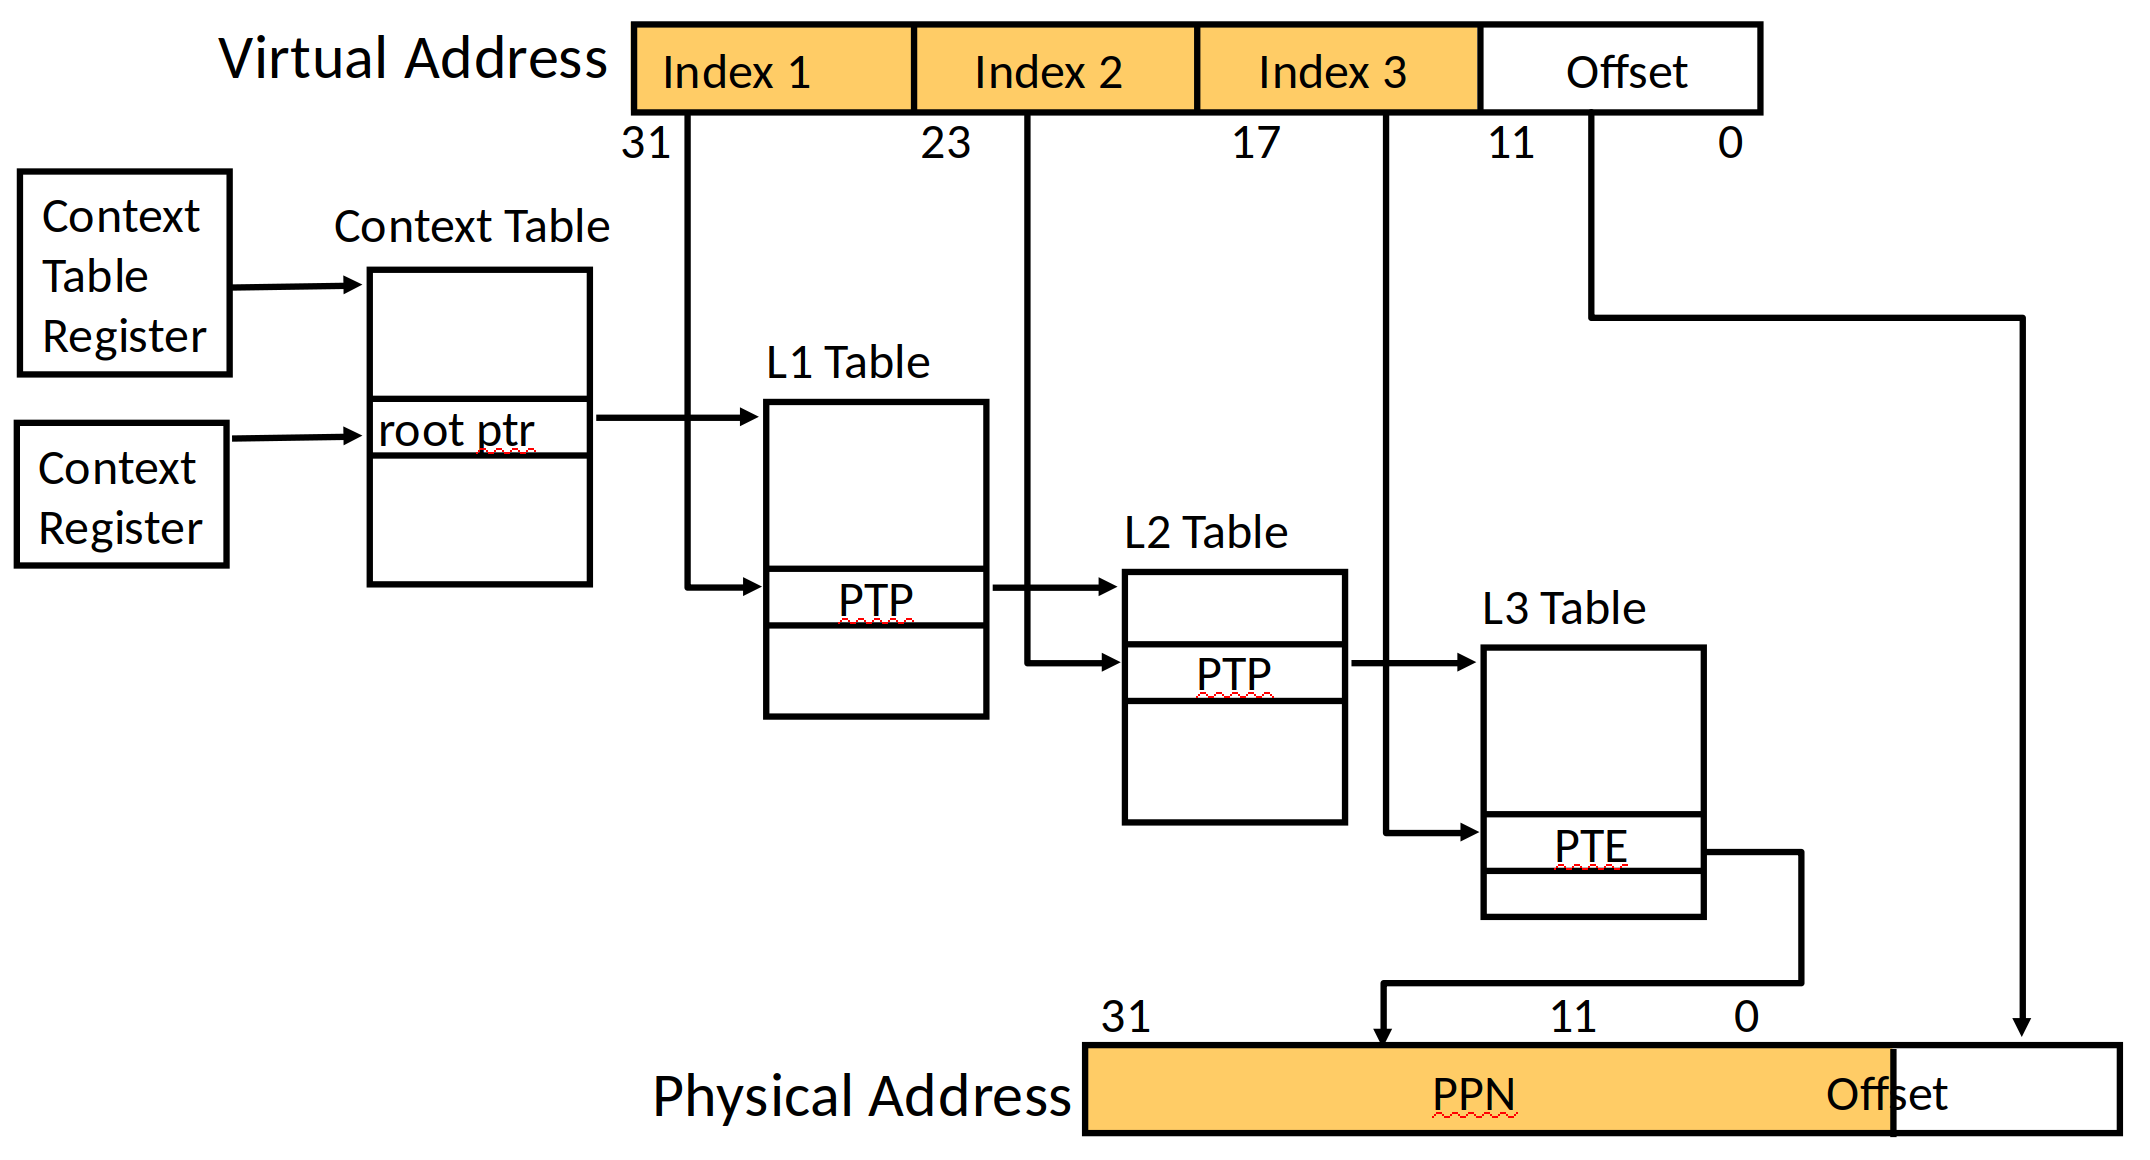 Virtual Address
Index 1
Index 2
Index 3
Offset
31
23
17
11
0
Context
Table
Register
Context Table
root ptr
Context
Register
L1 Table
PTP
L2 Table
PTP
L3 Table
PTE
31
11
0
Physical Address
PPN
Offset